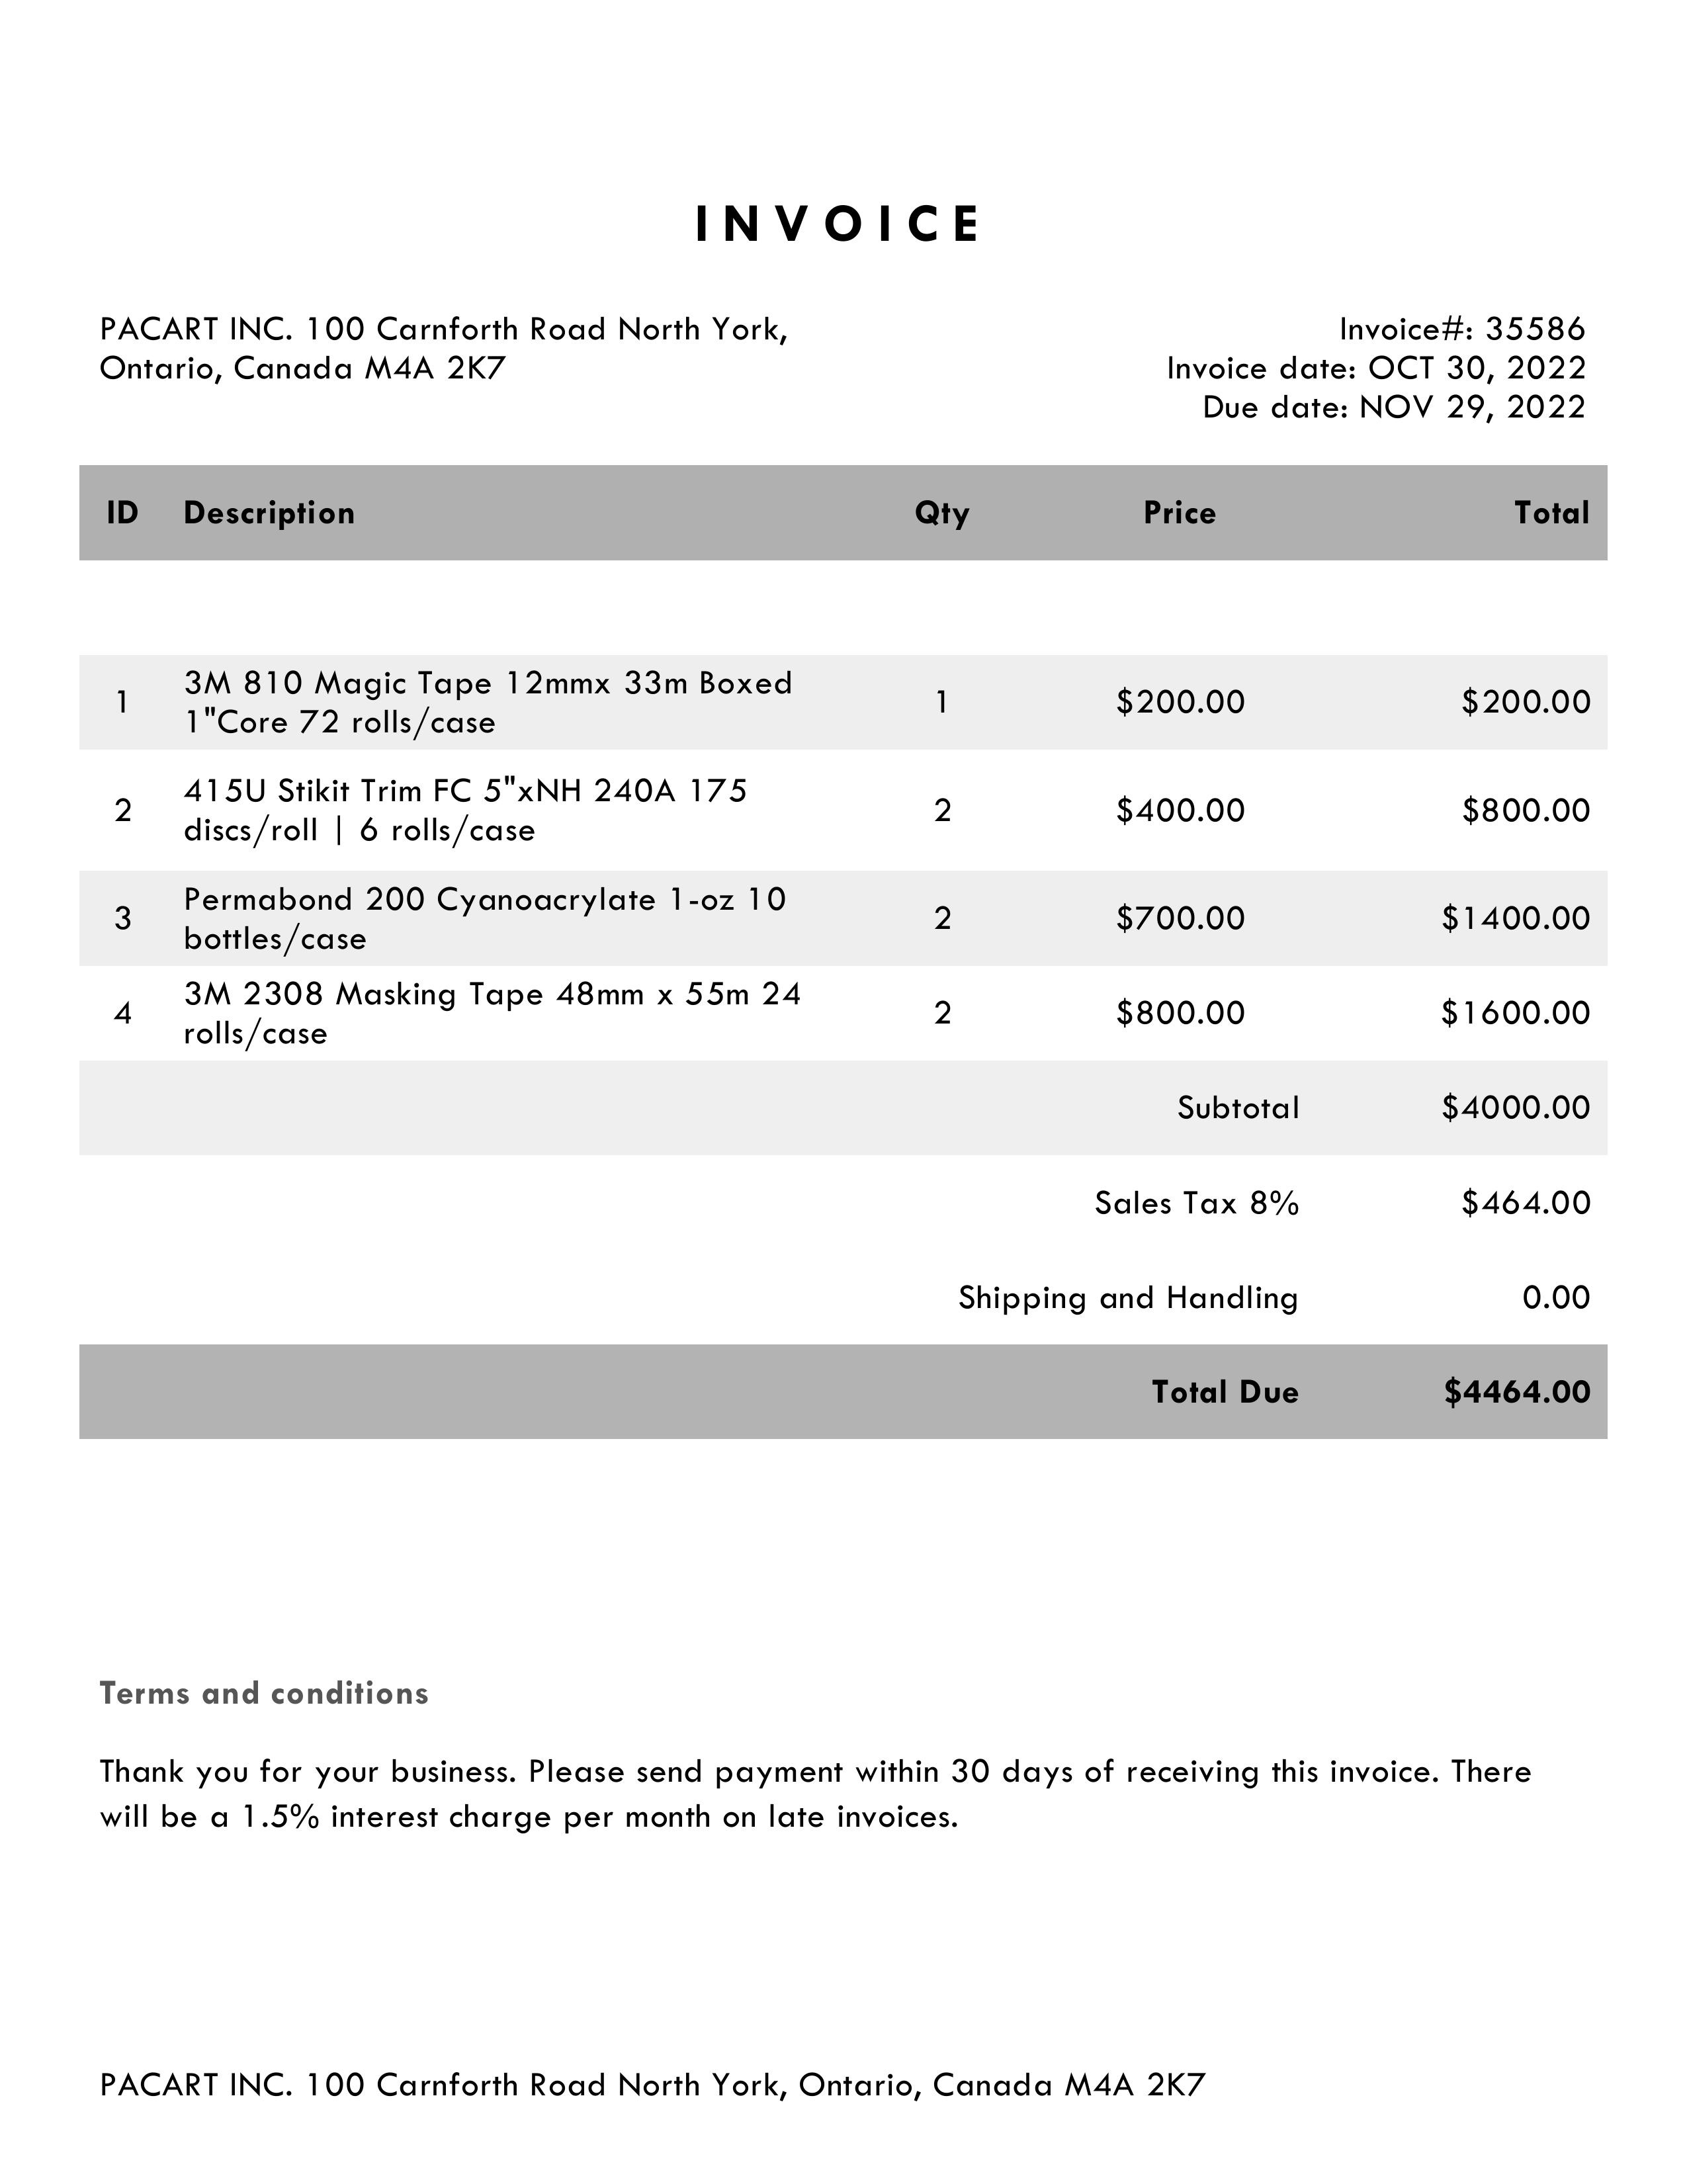 INVOICE
PACART INC. 100 Carnforth Road North York,
Ontario, Canada M4A 2K7
Invoice#: 35586
Invoice date: OCT 30, 2022
Due date: NOV 29, 2022
ID Description Qty Price Total
1 3M 810 Magic Tape 12mmx 33m Boxed 1 $200.00 $200.00
1"Core 72 rolls/case
2 415U Stikit Trim FC 5"xNH 240A 175 2 $400.00 $800.00
discs/roll | 6 rolls/case
3 Permabond 200 Cyanoacrylate 1-oz 10 2 $700.00 $1400.00
bottles/case
4 3M 2308 Masking Tape 48mm x 55m 24 2 $800.00 $1600.00
rolls/case
Subtotal $4000.00
Sales Tax 8% $464.00
Shipping and Handling 0.00
Total Due $4464.00
Terms and conditions
Thank you for your business. Please send payment within 30 days of receiving this invoice. There
will be a 1.5% interest charge per month on late invoices.
PACART INC. 100 Carnforth Road North York, Ontario, Canada M4A 2K7